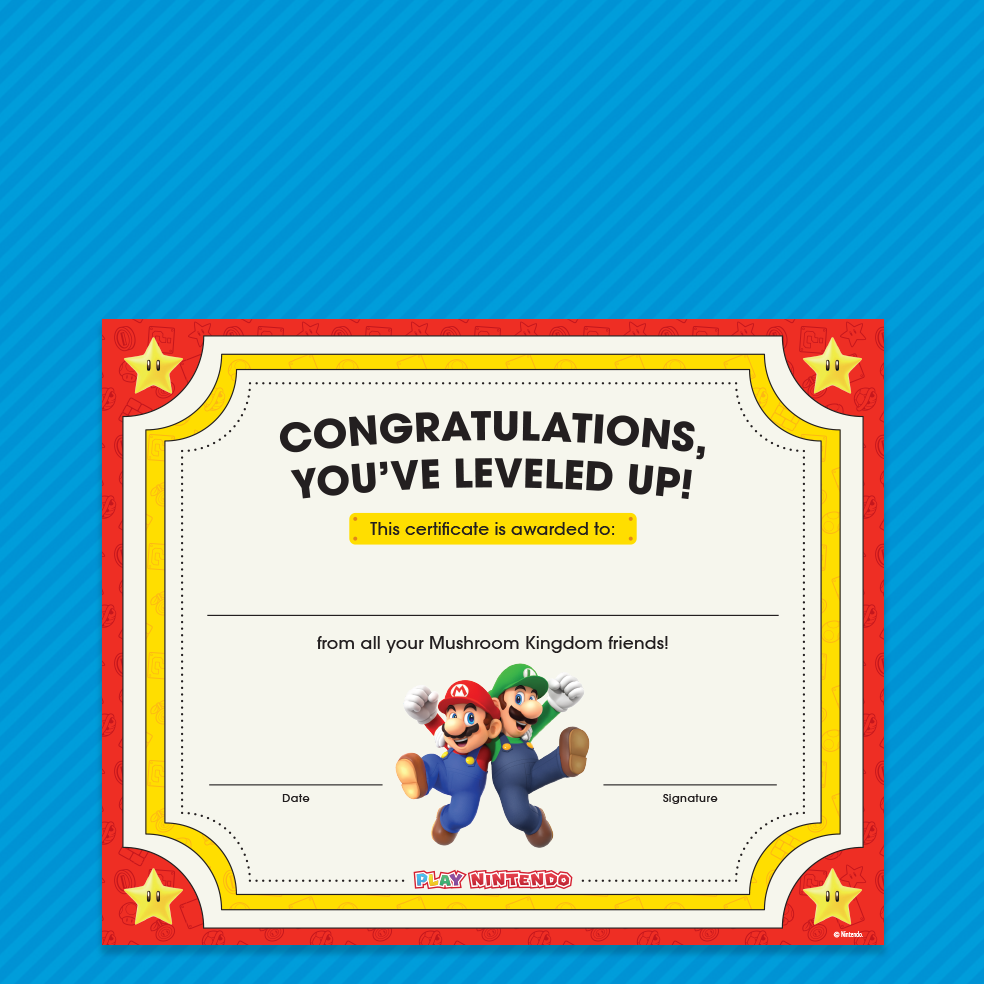 CONGRATULATIONS,
YOU'VE LEVELED UP!
This certificate is awarded to:
from all your Mushroom Kingdom friends!
M
L
Date
Signature
PLAY NINTENDO
© Nintendo.